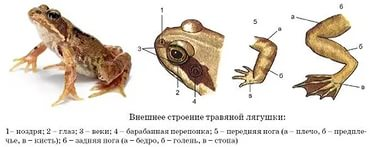 1
3
2
4
5
а
б
в
6
а
б
в
Внешнее строение травяной лягушки:
1– ноздря; 2 – глаз; 3 – веки; 4 – барабанная перепонка; 5 – передняя нога (а – плечо, б – предпле-
чье, в – кисть); 6 – задняя нога (а – бедро, б – голень, в – стопа)